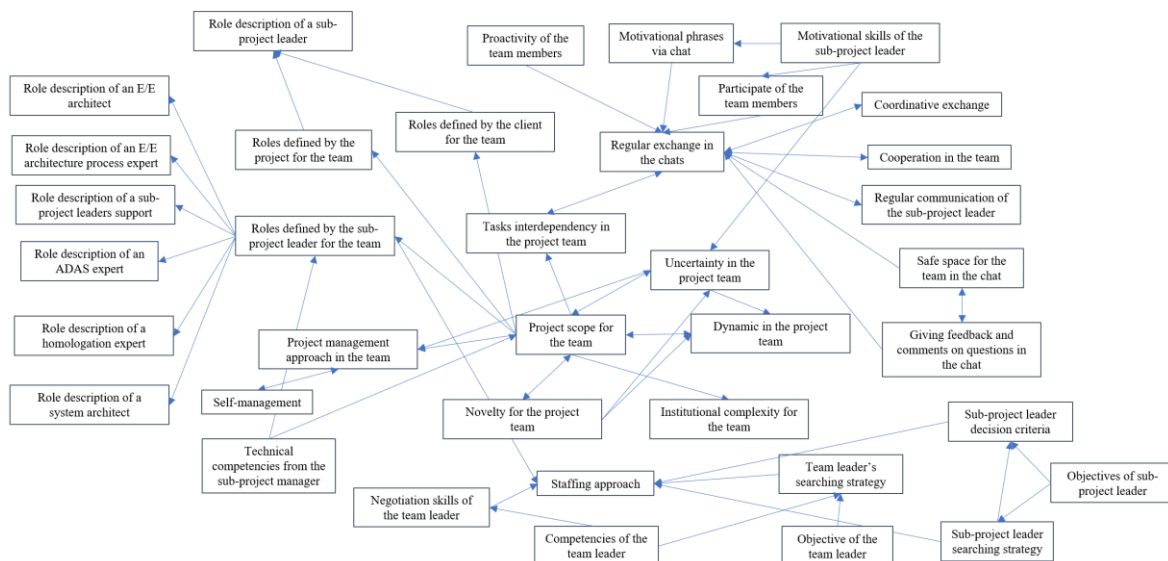 Role description of a sub-
project leader
Proactivity of the
team members
Motivational phrases
via chat
Motivational skills of the
sub-project leader
Role description of an E/E
architect
Participate of the
team members
Coordinative exchange
Roles defined by the client
for the team
Role description of an E/E
architecture process expert
Roles defined by the
project for the team
Regular exchange in
the chats
Cooperation in the team
Role description of a sub-
project leaders support
Regular communication of
the sub-project leader
Roles defined by the sub-
project leader for the team
Tasks interdependency in
the project team
Role description of an
ADAS expert
Uncertainty in the
project team
Safe space for the
team in the chat
Role description of a
homologation expert
Project management
approach in the team
Project scope for
the team
Dynamic in the project
team
Giving feedback and
comments on questions in
the chat
Role description of a
system architect
Self-management
Novelty for the project
team
Institutional complexity for
the team
Sub-project leader
decision criteria
Technical
competencies from the
sub-project manager
Team leader's
searching strategy
Objectives of sub-
project leader
Staffing approach
Negotiation skills of
the team leader
Competencies of the
team leader
Objective of the
team leader
Sub-project leader
searching strategy